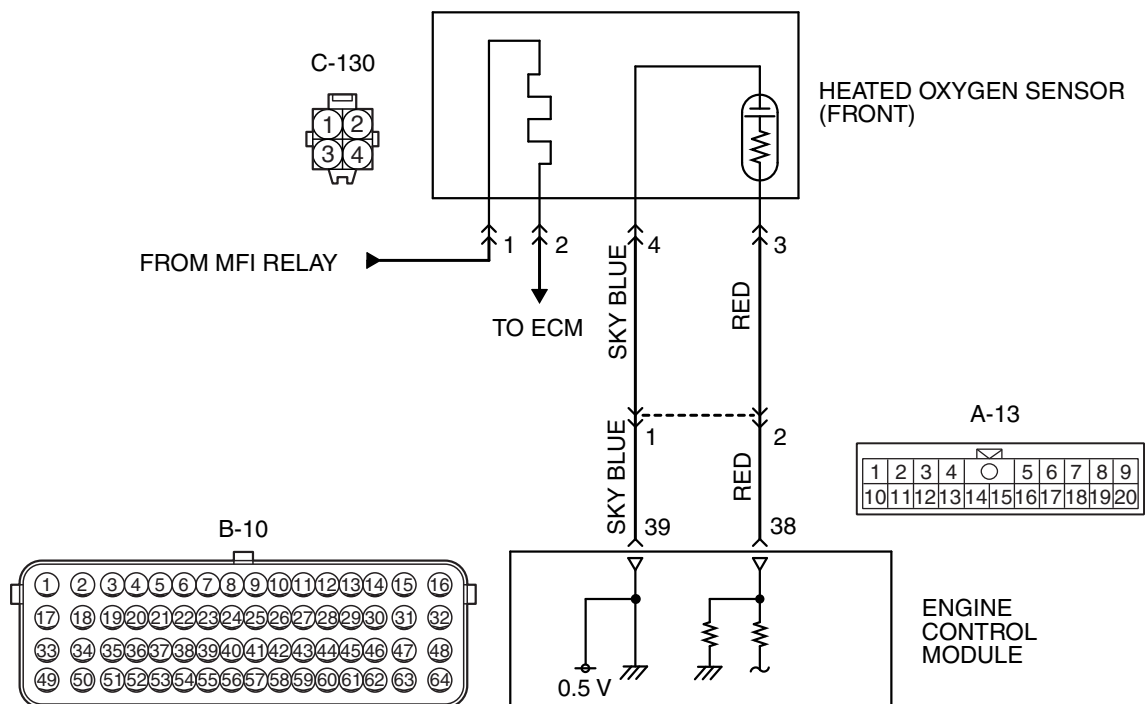 C-130
1 2
3 4
HEATED OXYGEN SENSOR
(FRONT)
FROM MFI RELAY
1
2
4
3
TO ECM
SKY BLUE
RED
1
2
SKY BLUE
RED
39
38
A-13
1 2 3 4 5 6 7 8 9
10 11 12 13 14 15 16 17 18 19 20
B-10
1 2 3 4 5 6 7 8 9 10 11 12 13 14 15 16
17 18 19 20 21 22 23 24 25 26 27 28 29 30 31 32
33 34 35 36 37 38 39 40 41 42 43 44 45 46 47 48
49 50 51 52 53 54 55 56 57 58 59 60 61 62 63 64
0.5 V
ENGINE
CONTROL
MODULE